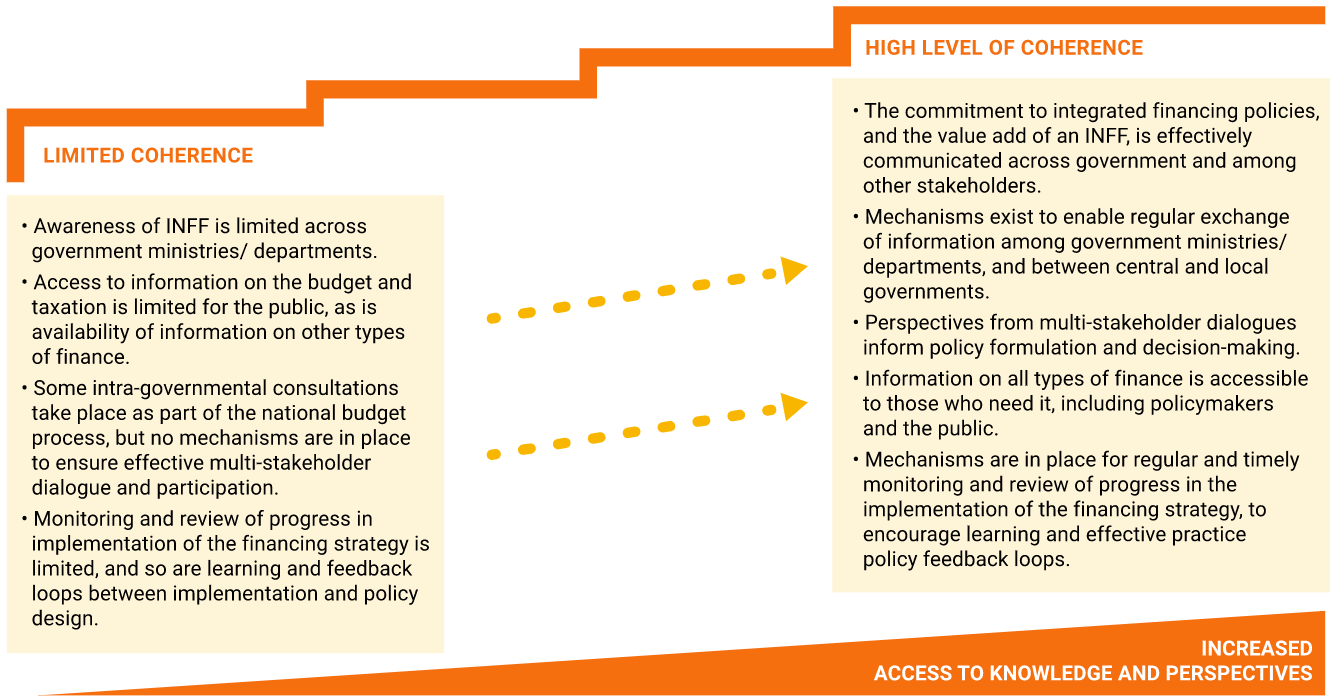 LIMITED COHERENCE
• Awareness of INFF is limited across
government ministries/ departments.
• Access to information on the budget and
taxation is limited for the public, as is
availability of information on other types
of finance.
• Some intra-governmental consultations
take place as part of the national budget
process, but no mechanisms are in place
to ensure effective multi-stakeholder
dialogue and participation.
• Monitoring and review of progress in
implementation of the financing strategy is
limited, and so are learning and feedback
loops between implementation and policy
design.
HIGH LEVEL OF COHERENCE
• The commitment to integrated financing policies,
and the value add of an INFF, is effectively
communicated across government and among
other stakeholders.
• Mechanisms exist to enable regular exchange
of information among government ministries/
departments, and between central and local
governments.
• Perspectives from multi-stakeholder dialogues
inform policy formulation and decision-making.
• Information on all types of finance is accessible
to those who need it, including policymakers
and the public.
• Mechanisms are in place for regular and timely
monitoring and review of progress in the
implementation of the financing strategy, to
encourage learning and effective practice
policy feedback loops.
INCREASED
ACCESS TO KNOWLEDGE AND PERSPECTIVES